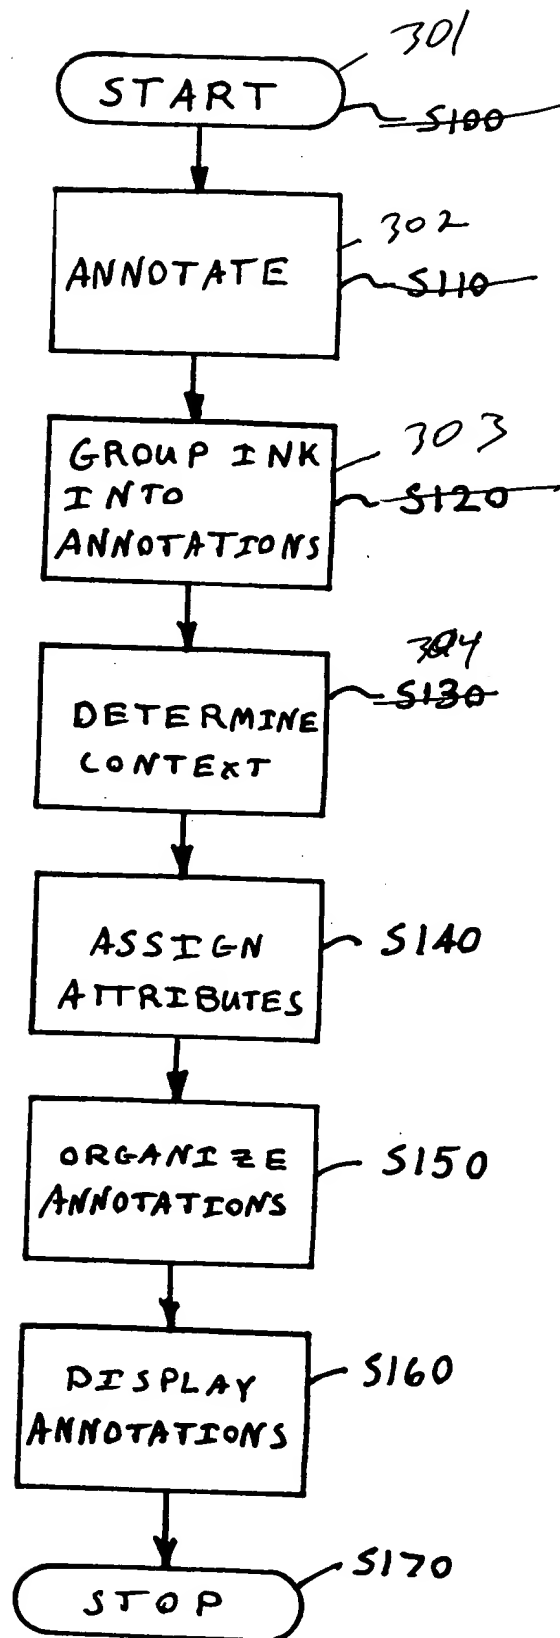 301
START
S100
302
ANNOTATE
S110
303
GROUP INK
INTO
S120
ANNOTATIONS
304
S130
DETERMINE
CONTEXT
ASSIGN
S140
ATTRIBUTES
ORGANIZE
S150
ANNOTATIONS
S160
DISPLAY
ANNOTATIONS
S170
STOP